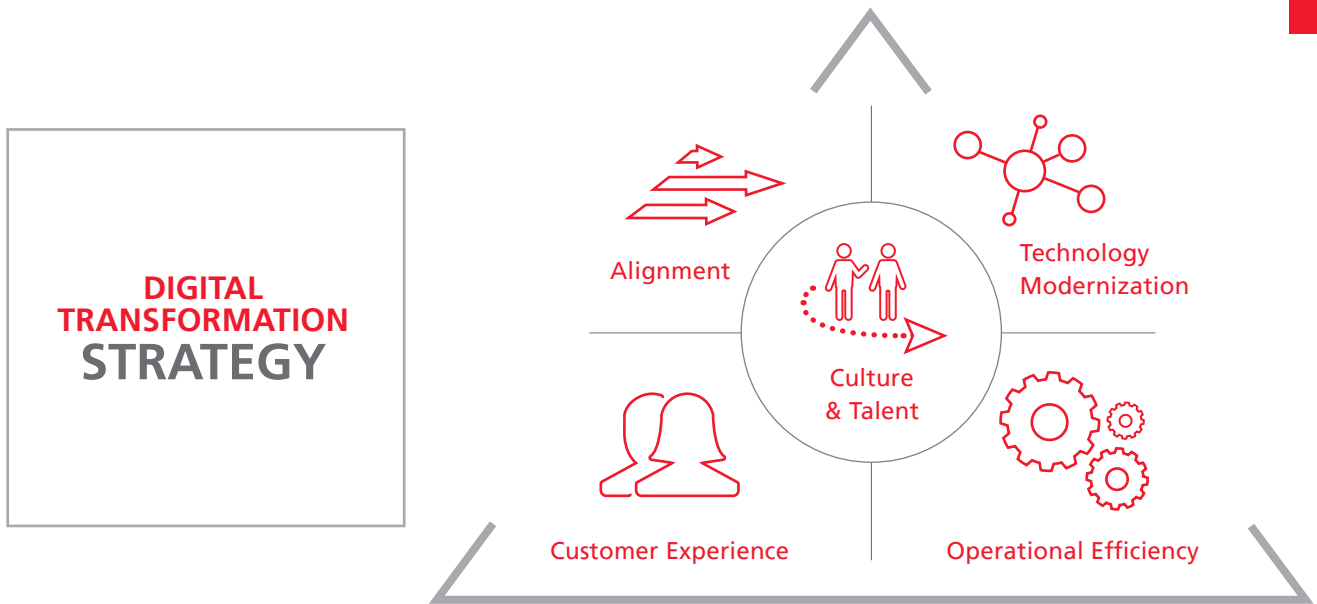 DIGITAL
TRANSFORMATION
STRATEGY
Alignment
Technology
Modernization
Culture
& Talent
Customer Experience
Operational Efficiency